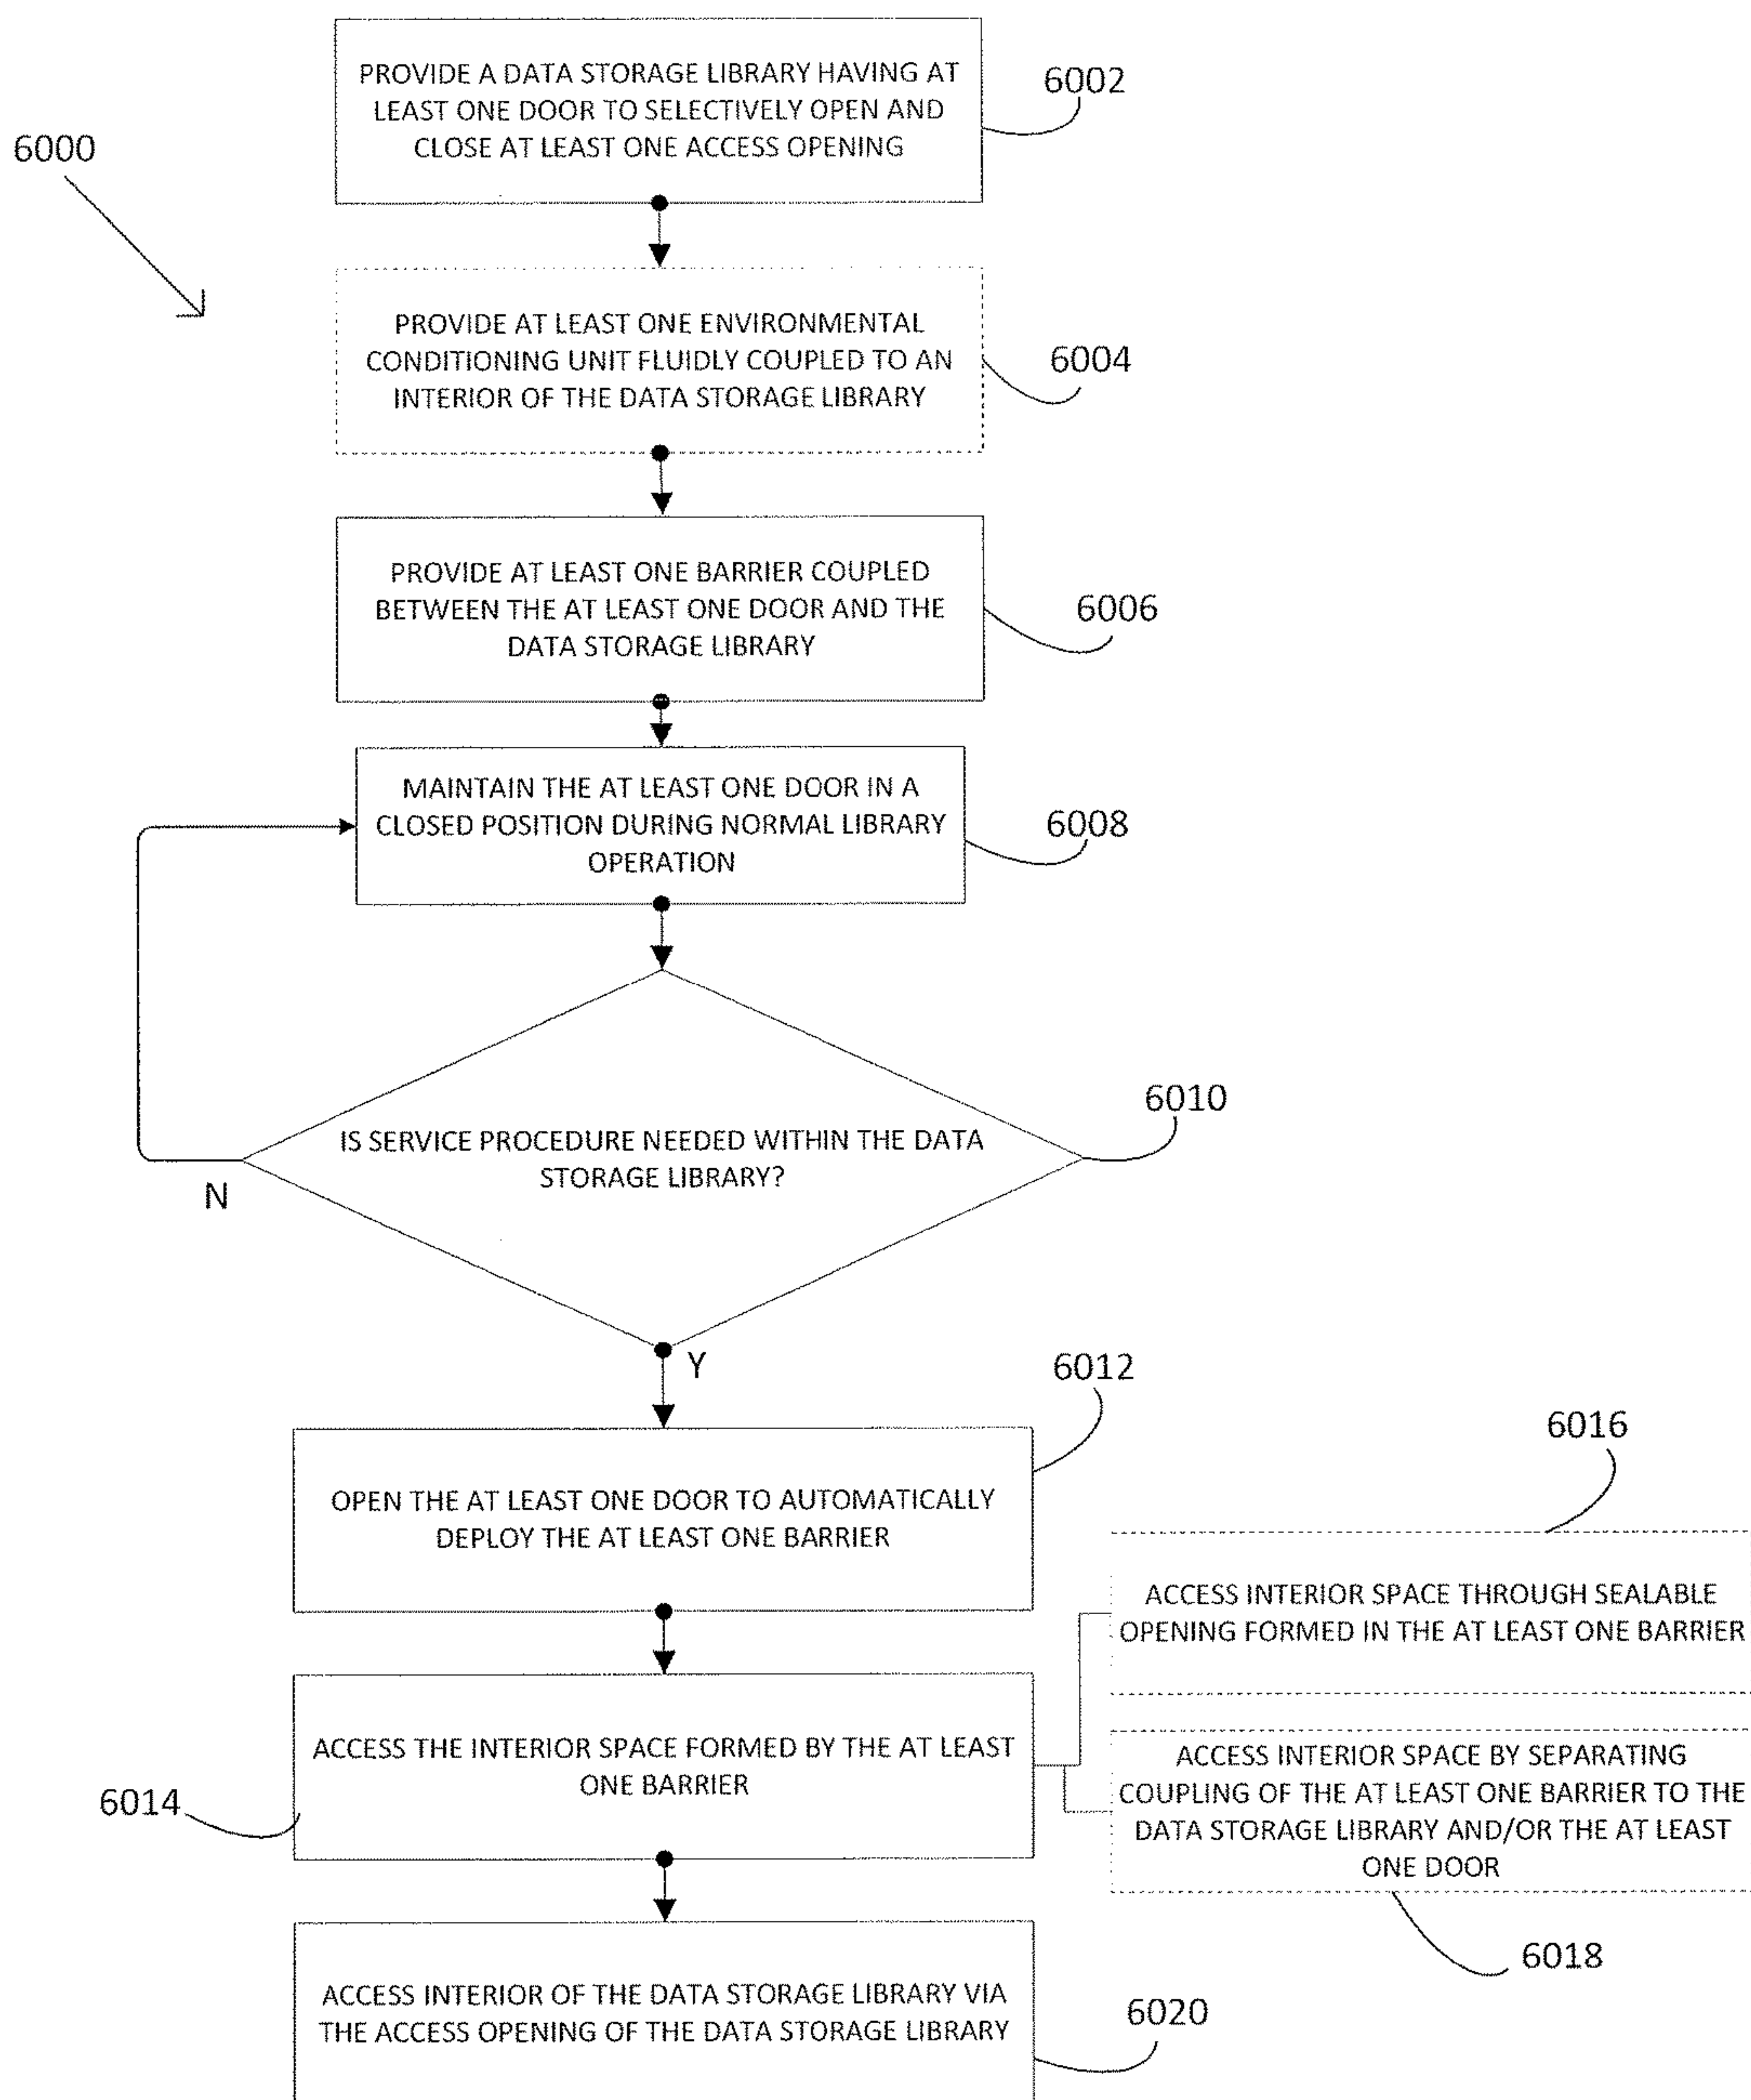 PROVIDE A DATA STORAGE LIBRARY HAVING AT
LEAST ONE DOOR TO SELECTIVELY OPEN AND
CLOSE AT LEAST ONE ACCESS OPENING
6002
6000
PROVIDE AT LEAST ONE ENVIRONMENTAL
CONDITIONING UNIT FLUIDLY COUPLED TO AN
INTERIOR OF THE DATA STORAGE LIBRARY
6004
PROVIDE AT LEAST ONE BARRIER COUPLED
BETWEEN THE AT LEAST ONE DOOR AND THE
DATA STORAGE LIBRARY
6006
MAINTAIN THE AT LEAST ONE DOOR IN A
CLOSED POSITION DURING NORMAL LIBRARY
OPERATION
6008
IS SERVICE PROCEDURE NEEDED WITHIN THE DATA
STORAGE LIBRARY?
6010
N
Y
6012
OPEN THE AT LEAST ONE DOOR TO AUTOMATICALLY
DEPLOY THE AT LEAST ONE BARRIER
6016
ACCESS INTERIOR SPACE THROUGH SEALABLE
OPENING FORMED IN THE AT LEAST ONE BARRIER
ACCESS THE INTERIOR SPACE FORMED BY THE AT LEAST
ONE BARRIER
6014
ACCESS INTERIOR SPACE BY SEPARATING
COUPLING OF THE AT LEAST ONE BARRIER TO THE
DATA STORAGE LIBRARY AND/OR THE AT LEAST
ONE DOOR
6018
ACCESS INTERIOR OF THE DATA STORAGE LIBRARY VIA
THE ACCESS OPENING OF THE DATA STORAGE LIBRARY
6020